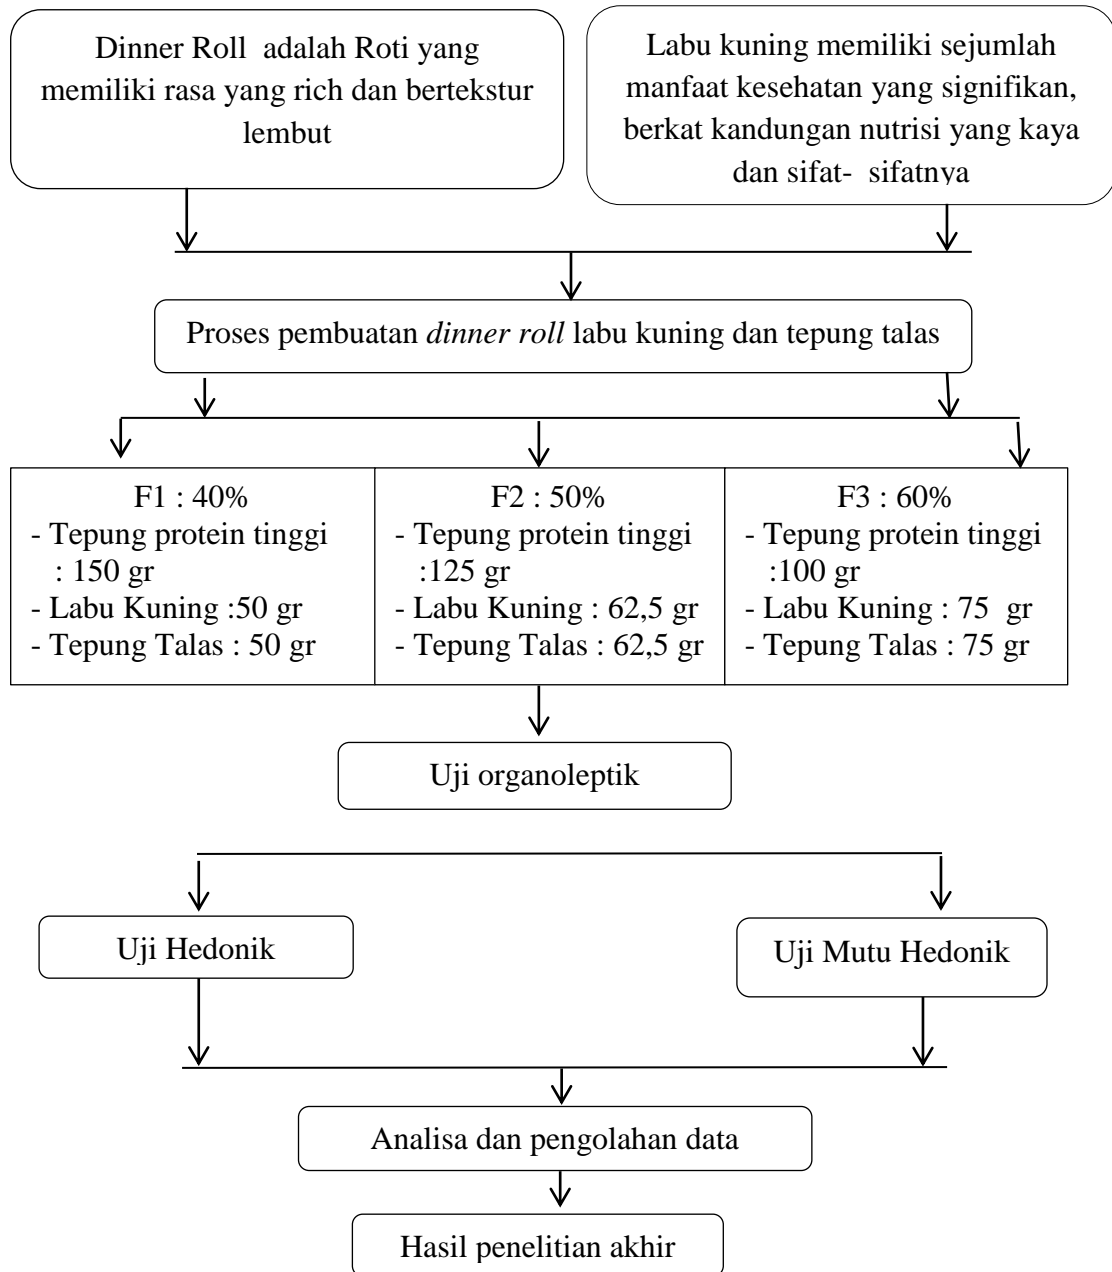 Dinner Roll adalah Roti yang
memiliki rasa yang rich dan bertekstur
lembut
Labu kuning memiliki sejumlah
manfaat kesehatan yang signifikan,
berkat kandungan nutrisi yang kaya
dan sifat- sifatnya
Proses pembuatan dinner roll labu kuning dan tepung talas
F1 : 40%
- Tepung protein tinggi
: 150 gr
- Labu Kuning :50 gr
- Tepung Talas : 50 gr
F2 : 50%
- Tepung protein tinggi
:125 gr
- Labu Kuning : 62,5 gr
- Tepung Talas : 62,5 gr
F3 : 60%
- Tepung protein tinggi
:100 gr
- Labu Kuning : 75 gr
- Tepung Talas : 75 gr
Uji organoleptik
Uji Hedonik
Uji Mutu Hedonik
Analisa dan pengolahan data
Hasil penelitian akhir